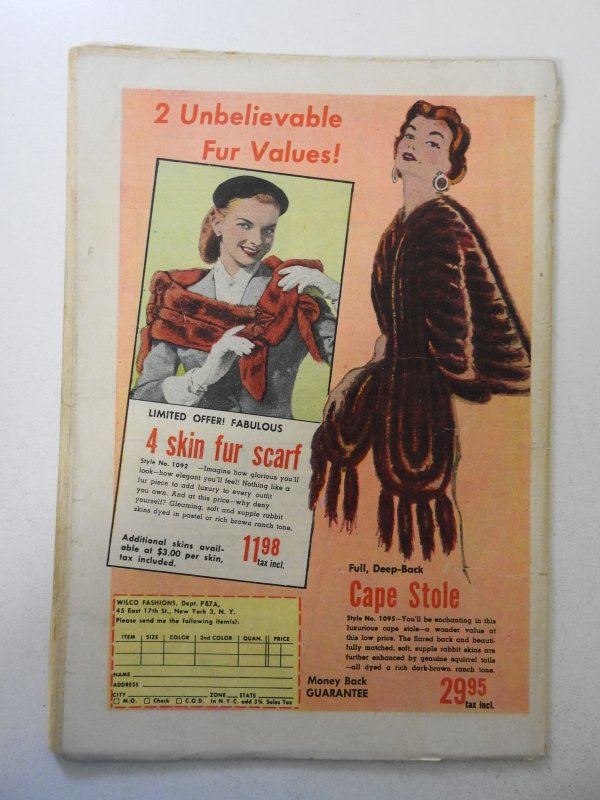 2 Unbelievable
Fur Values!
LIMITED OFFER! FABULOUS
4 skin fur scarf
Style No. 1092 —Imagine how glorious you'll
look—how elegant you'll feel! Nothing like a
fur piece to add luxury to every outfit
you own. And at this price—why deny
yourself? Gleaming, soft and supple rabbit
skins dyed in pastel or rich brown ranch tone.
Additional skins avail-
able at $3.00 per skin,
tax included.
11 98
tax incl.
Full, Deep-Back
Cape Stole
Style No. 1095—You'll be enchanting in this
luxurious cape stole—a wonder value at
this low price. The flared back and beauti-
fully matched, soft, supple rabbit skins are
further enhanced by genuine squirrel tails
—all dyed a rich dark-brown ranch tone.
Money Back
GUARANTEE
29 95
tax incl.
WILCO FASHIONS, Dept. F87A,
45 East 17th St., New York 3, N. Y.
Please send me the following item(s):
ITEM SIZE COLOR 2nd COLOR QUAN. PRICE
NAME
ADDRESS
CITY ZONE STATE
M.O. Check C.O.D. In N.Y.C. add 3% Sales Tax